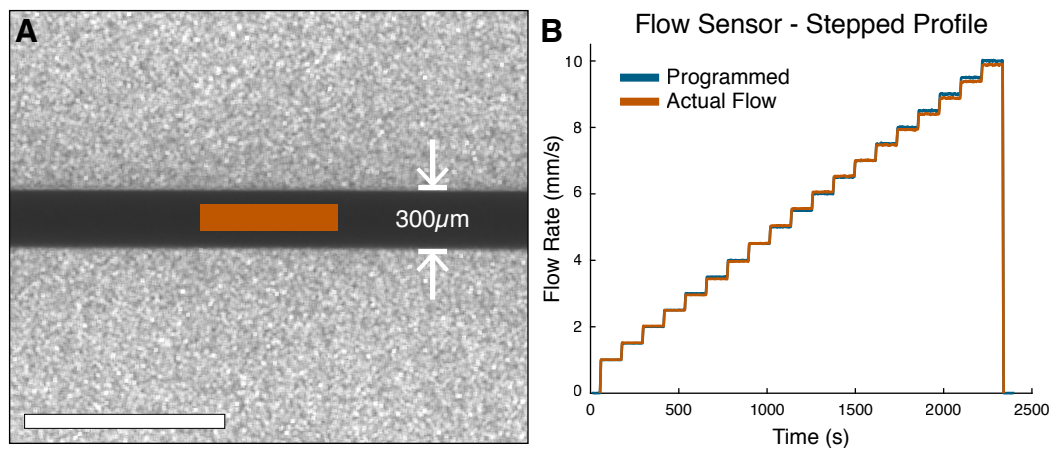 A
300µm
B
Flow Sensor - Stepped Profile
Programmed
Actual Flow
Flow Rate (mm/s)
10
8
6
4
2
0
0 500 1000 1500 2000 2500
Time (s)